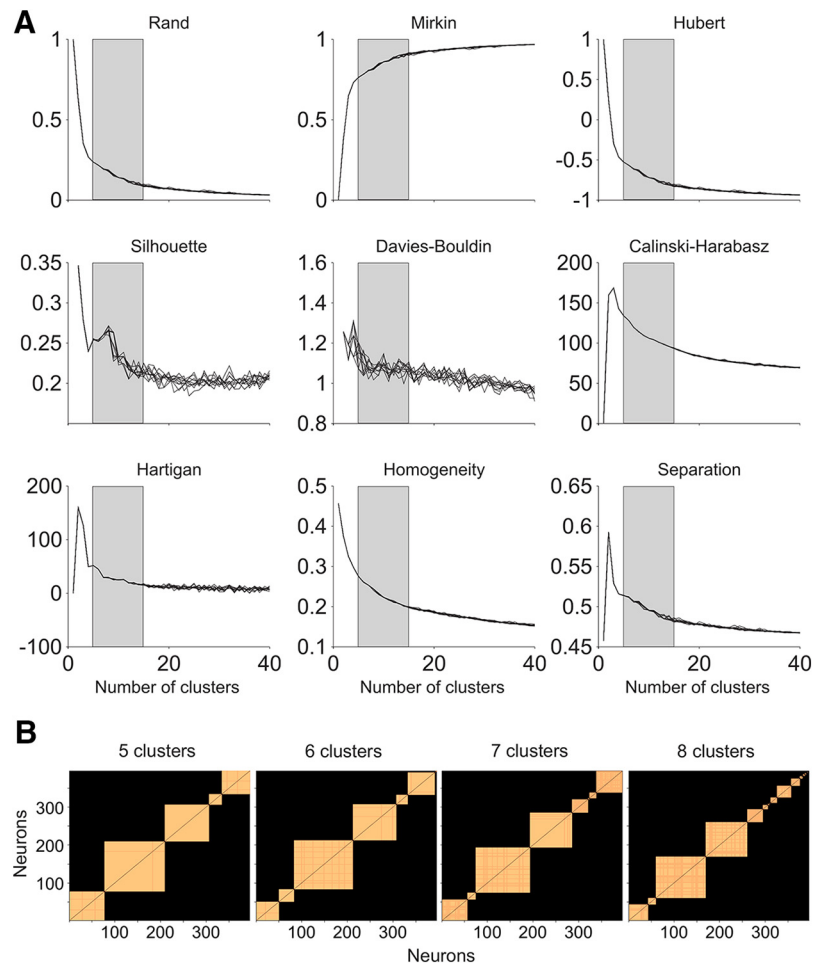 A
Rand
Mirkin
Hubert
1
0.5
0
1
0.5
0
1
0.5
0
-0.5
-1
Silhouette
Davies-Bouldin
Calinski-Harabasz
0.35
0.3
0.25
0.2
1.6
1.4
1.2
1
0.8
200
150
100
50
0
Hartigan
Homogeneity
Separation
200
100
0
-100
0.5
0.4
0.3
0.2
0.1
0.65
0.6
0.55
0.5
0.45
0 20 40
0 20 40
0 20 40
Number of clusters
Number of clusters
Number of clusters
B
5 clusters
6 clusters
7 clusters
8 clusters
Neurons
300
200
100
100 200 300
100 200 300
100 200 300
100 200 300
Neurons